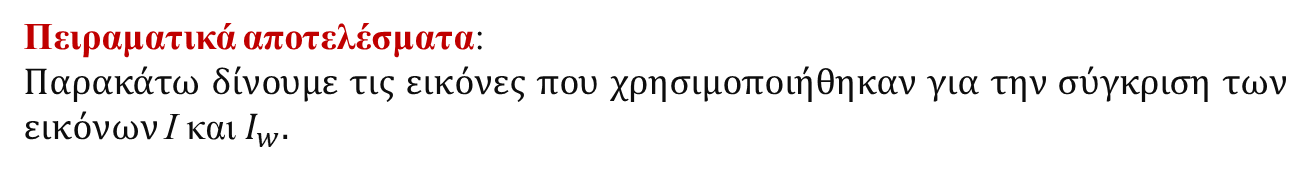 Πειραματικά αποτελέσματα:
Παρακάτω δίνουμε τις εικόνες που χρησιμοποιήθηκαν για την σύγκριση των
εικόνων I και I_w.